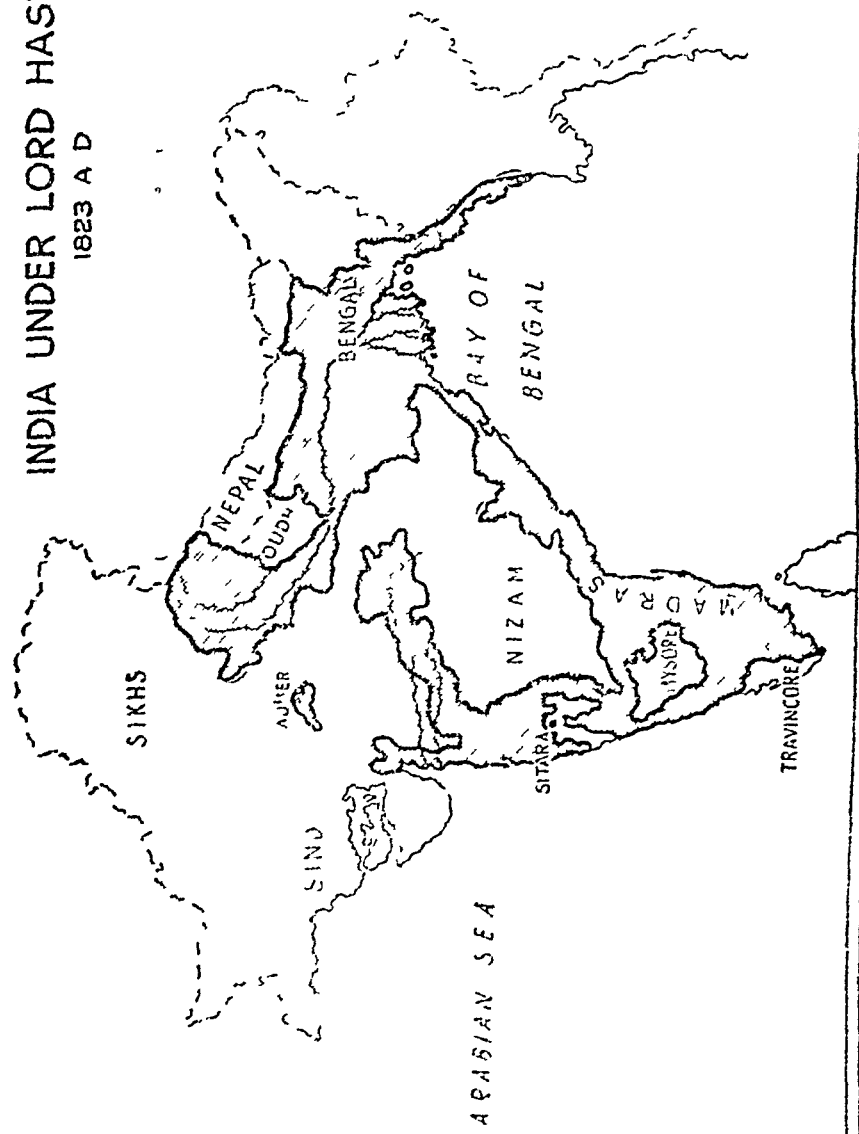 INDIA UNDER LORD HAS
1823 A D
SIKHS
NEPAL
OUDH
AJMER
SIND
BENGAL
BAY OF
BENGAL
NIZAM
SITARA
MADRAS
MYSORE
TRAVINCORE
ARABIAN SEA